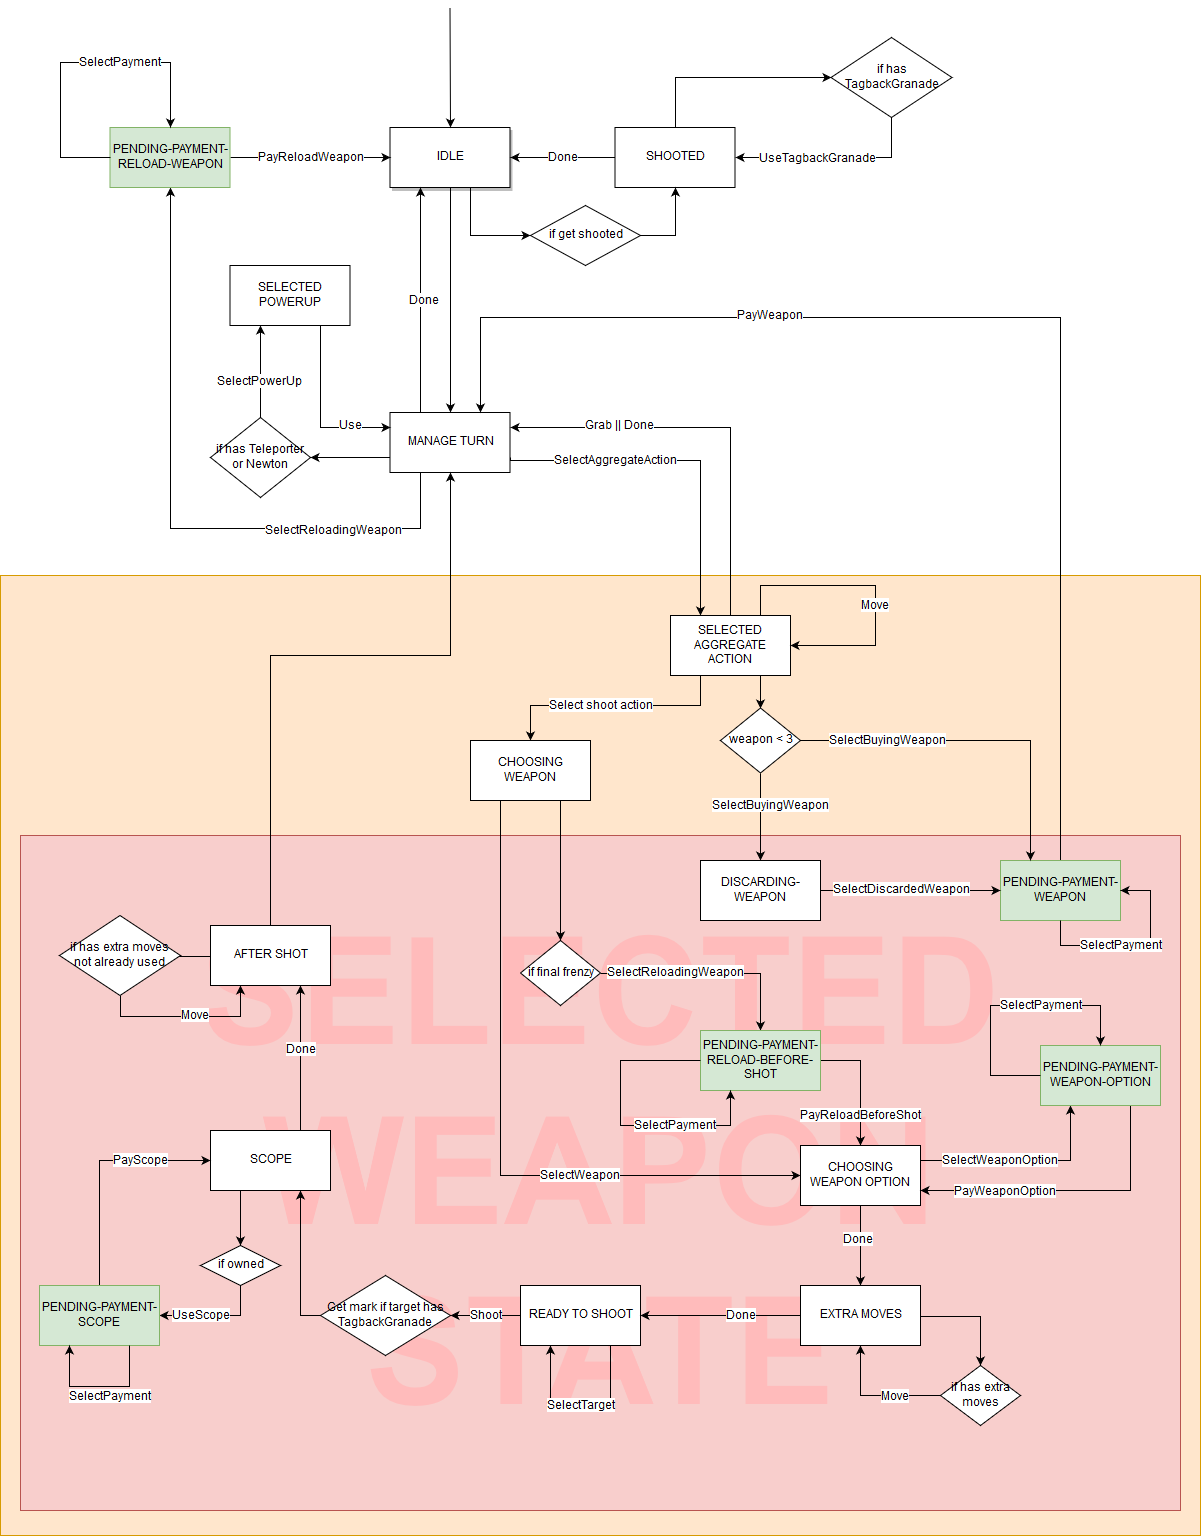 SelectPayment
if has
TagbackGranade
PENDING-PAYMENT-
RELOAD-WEAPON
PayReloadWeapon
IDLE
Done
SHOOTED
UseTagbackGranade
if get shooted
SELECTED
POWERUP
Done
PayWeapon
SelectPowerUp
Use
MANAGE TURN
Grab || Done
if has Teleporter
or Newton
SelectAggregateAction
SelectReloadingWeapon
Move
SELECTED
AGGREGATE
ACTION
Select shoot action
weapon < 3
SelectBuyingWeapon
CHOOSING
WEAPON
SelectBuyingWeapon
DISCARDING-
WEAPON
SelectDiscardedWeapon
PENDING-PAYMENT-
WEAPON
SelectPayment
if has extra moves
not already used
AFTER SHOT
if final frenzy
SelectReloadingWeapon
SELECTED
Move
SelectPayment
Done
PENDING-PAYMENT-
RELOAD-BEFORE-
SHOT
PENDING-PAYMENT-
WEAPON-OPTION
SelectPayment
PayReloadBeforeShot
PayScope
SCOPE
WEAPON
SelectWeapon
CHOOSING
WEAPON OPTION
SelectWeaponOption
PayWeaponOption
Done
if owned
PENDING-PAYMENT-
SCOPE
UseScope
Get mark if target has
TagbackGranade
Shoot
READY TO SHOOT
Done
EXTRA MOVES
STATE
SelectPayment
SelectTarget
Move
if has extra
moves